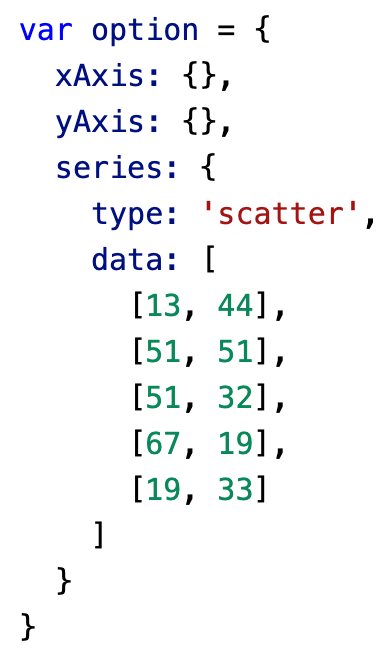 var option = {
  xAxis: {},
  yAxis: {},
  series: {
    type: 'scatter',
    data: [
      [13, 44],
      [51, 51],
      [51, 32],
      [67, 19],
      [19, 33]
    ]
  }
}